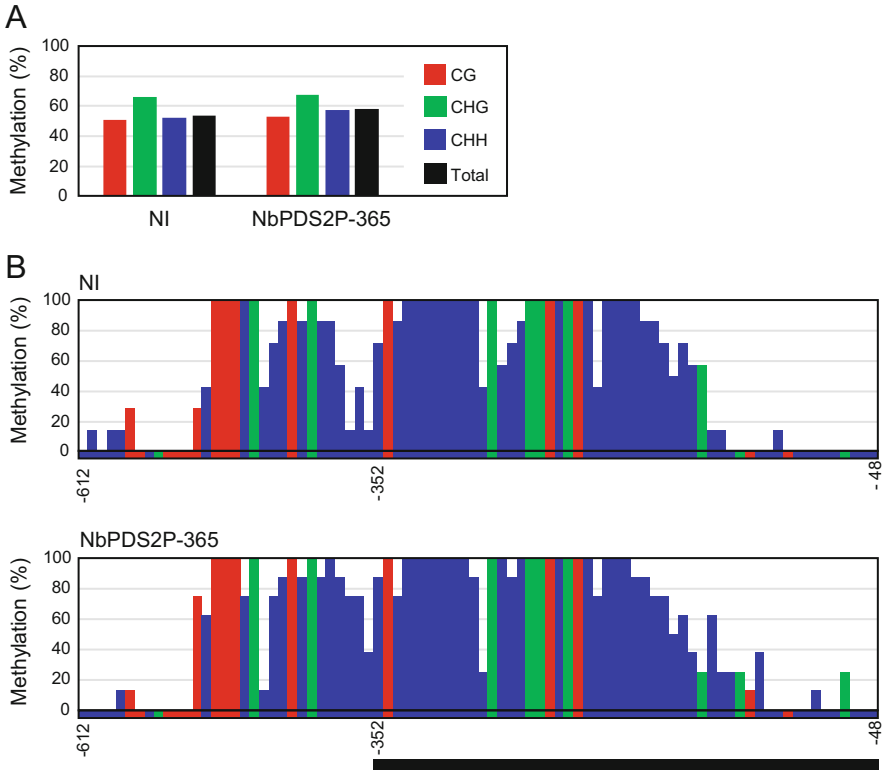 A
Methylation (%)
100
80
60
40
20
0
NI
NbPDS2P-365
CG
CHG
CHH
Total
B
NI
Methylation (%)
100
80
60
40
20
0
-612
-352
- 48
NbPDS2P-365
Methylation (%)
100
80
60
40
20
0
-612
-352
-48